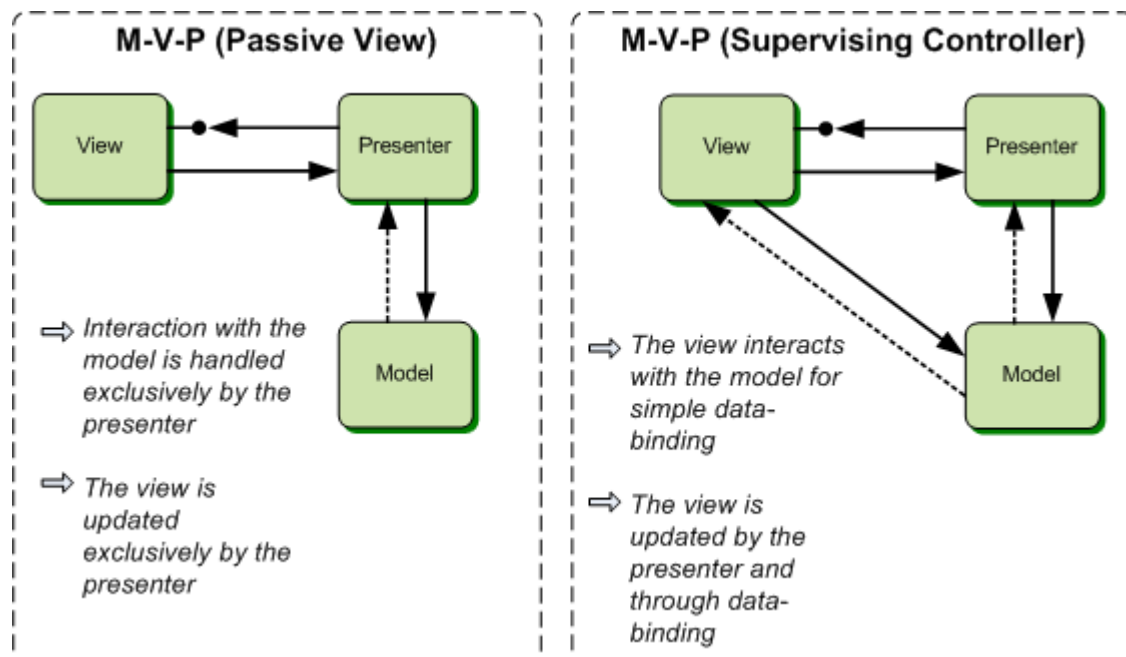 M-V-P (Passive View)
View
Presenter
Model
Interaction with the
model is handled
exclusively by the
presenter
The view is
updated
exclusively by the
presenter
M-V-P (Supervising Controller)
View
Presenter
Model
The view interacts
with the model for
simple data-
binding
The view is
updated by the
presenter and
through data-
binding